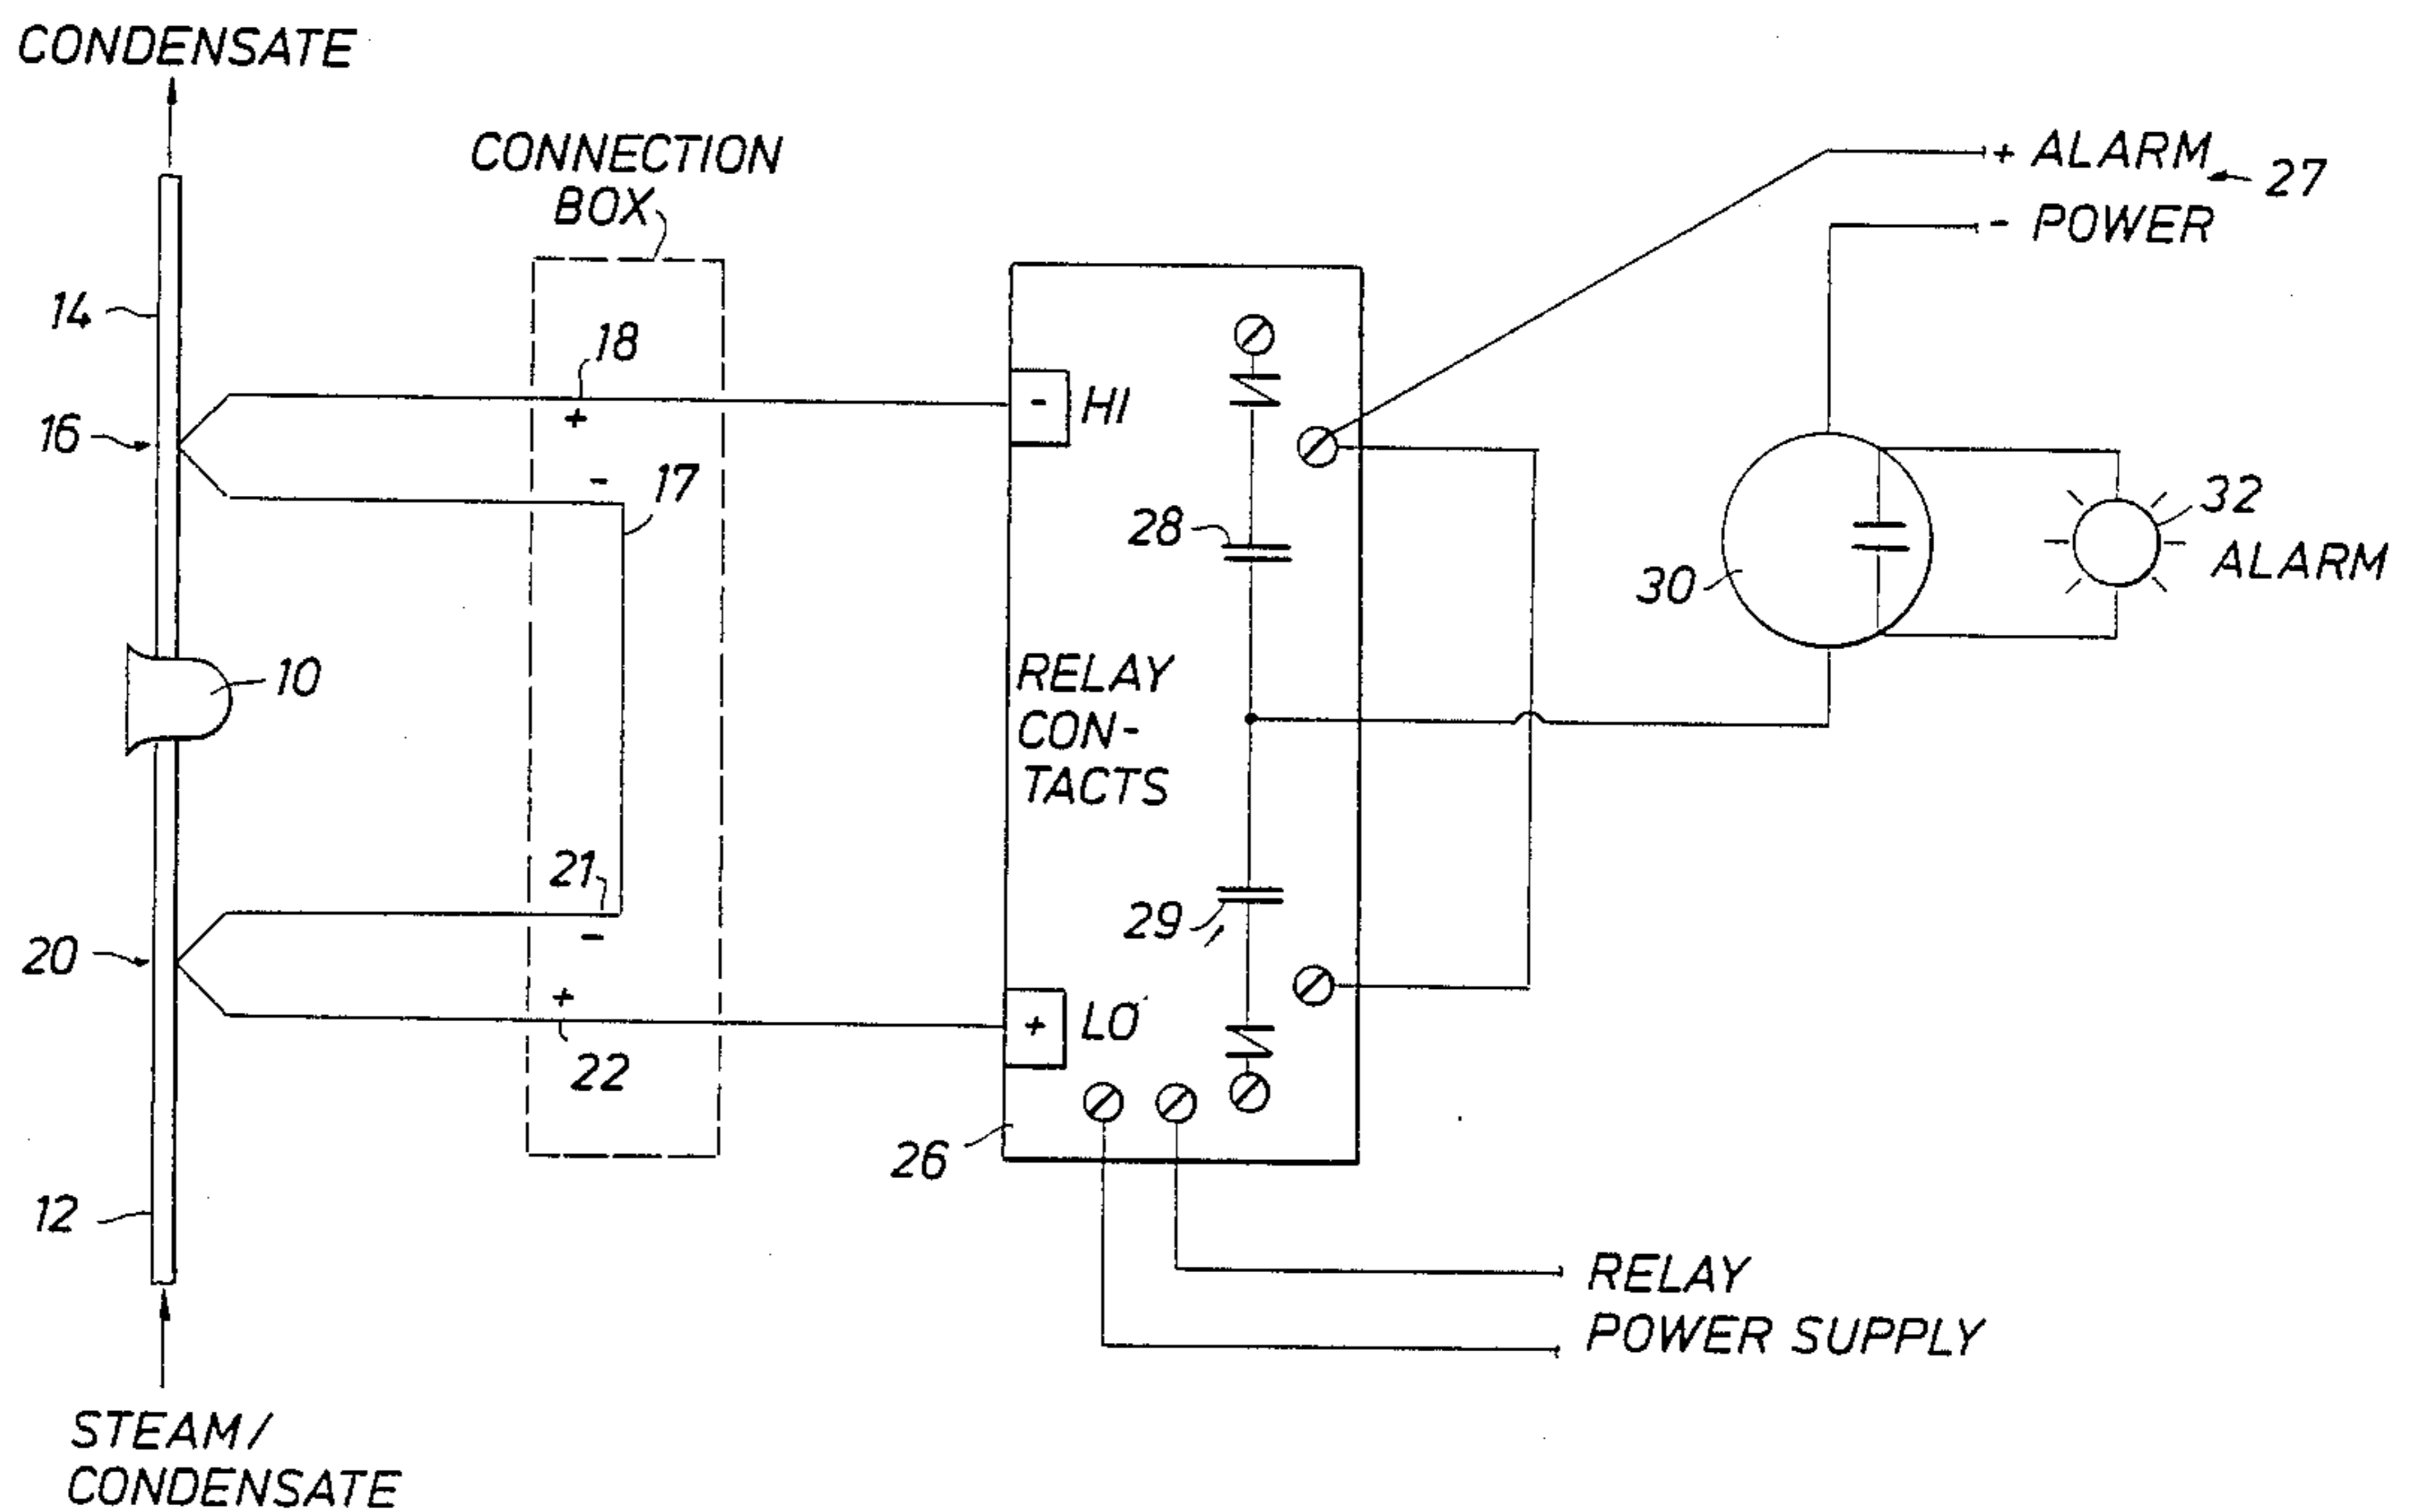 CONDENSATE
CONNECTION
BOX
+ ALARM
27
- POWER
14
18
+
16
- HI
-
17
28
32
ALARM
30
10
RELAY
CON-
TACTS
21
29
20
-
+
+ LO
22
26
12
RELAY
POWER SUPPLY
STEAM/
CONDENSATE